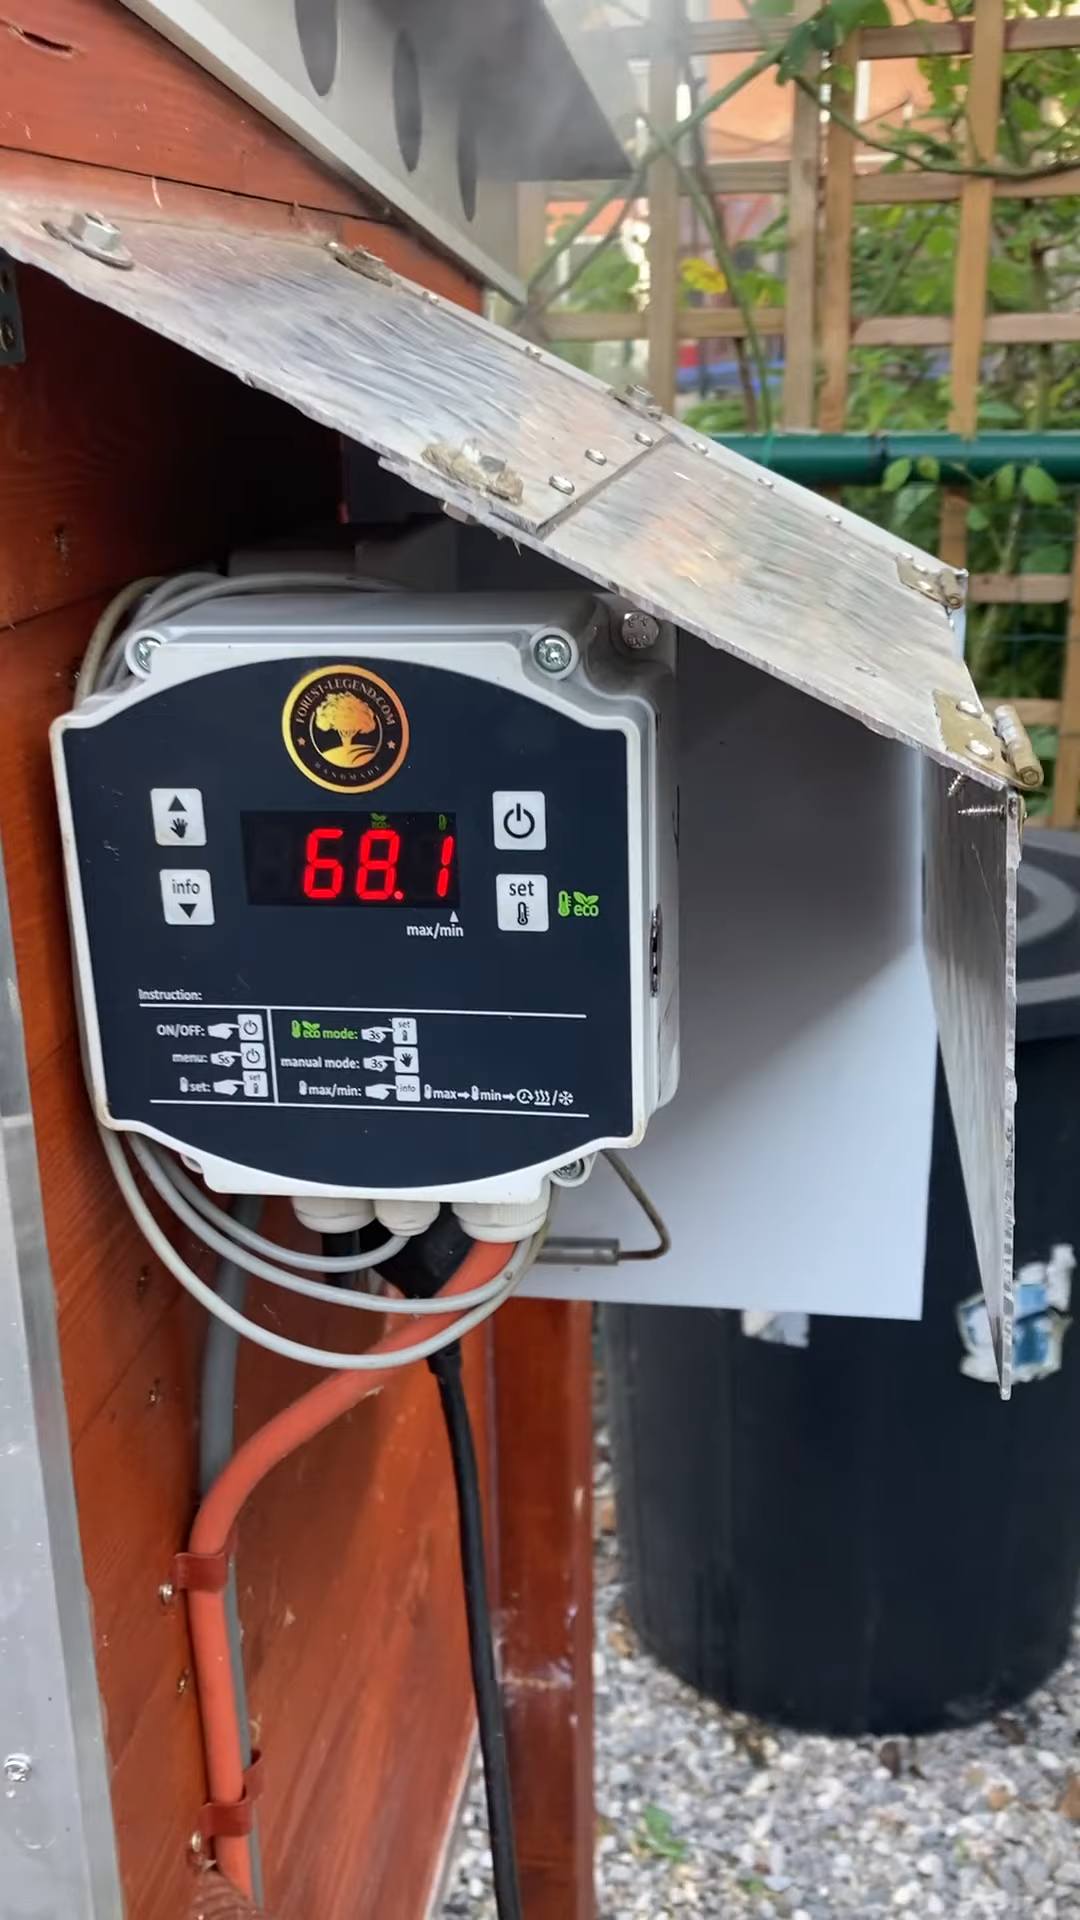 FOREST-LEGEND.COM
HANDMADE
info
ECO
68.1
set
eco
max/min
Instruction:
ON/OFF:
menu: 5s
set: set
eco mode: 3s set
manual mode: 3s
max/min: info max→min→ /